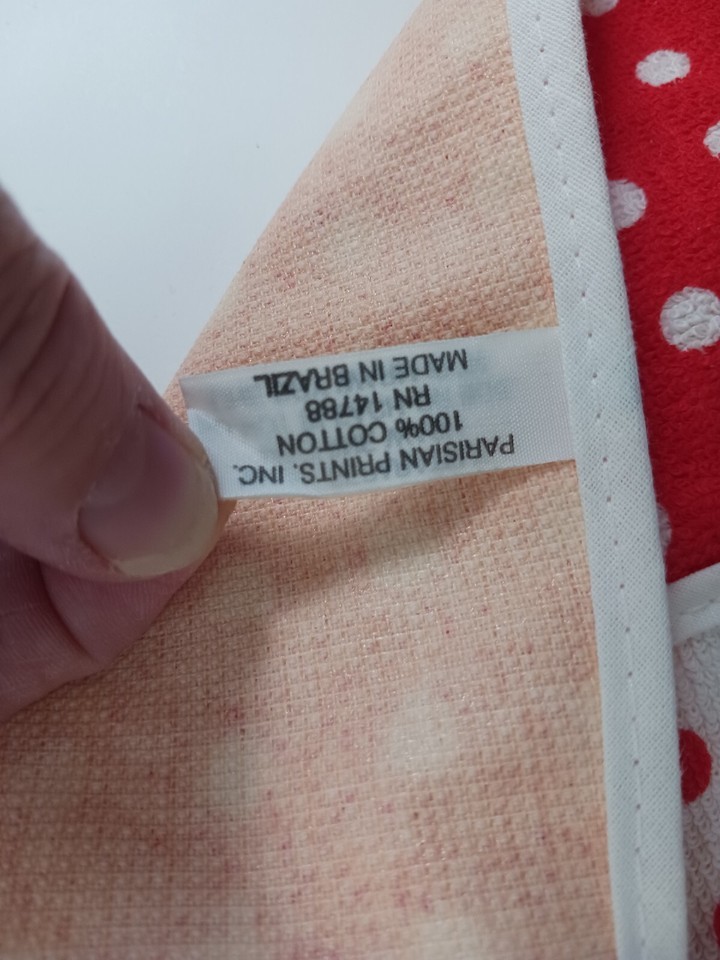 PARISIAN PRINTS, INC.
100% COTTON
RN 14788
MADE IN BRAZIL